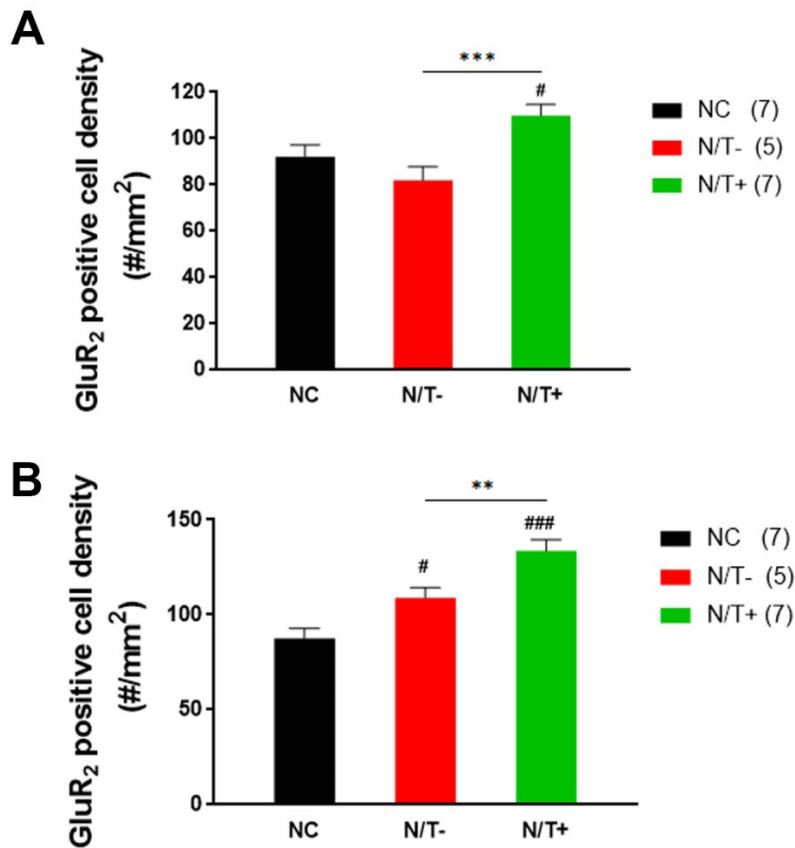 A
GluR2 positive cell density
(#/mm2)
120
100
80
60
40
20
0
***
#
NC
N/T-
N/T+
NC (7)
N/T- (5)
N/T+ (7)
B
GluR2 positive cell density
(#/mm2)
150
100
50
0
**
#
###
NC
N/T-
N/T+
NC (7)
N/T- (5)
N/T+ (7)